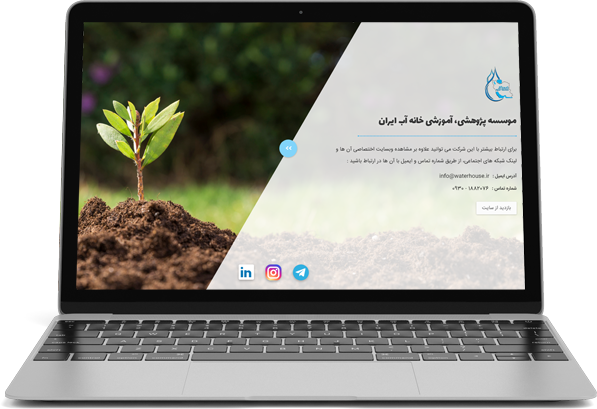 موسسه پژوهشی، آموزشی خانه آب ایران
برای ارتباط بیشتر با این شرکت می توانید علاوه بر مشاهده وبسایت اختصاصی آن ها و
لینک شبکه های اجتماعی، از طریق شماره تماس و ایمیل با آن ها در ارتباط باشید :
آدرس ایمیل : info@waterhouse.ir
شماره تماس : ۱۸۸۲۰۷۶ - ۰۹۳۰
بازدید از سایت
in